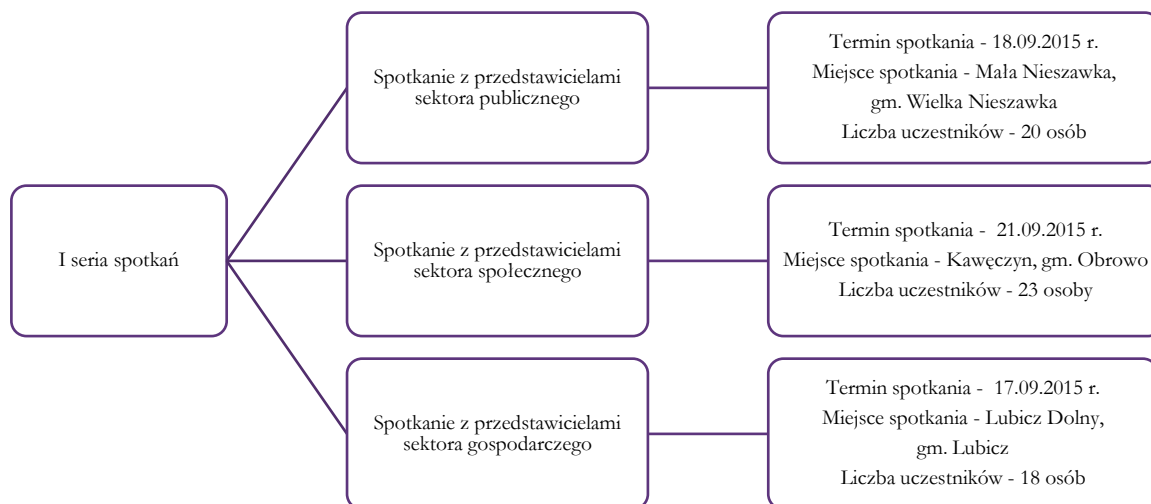 I seria spotkań
Spotkanie z przedstawicielami
sektora publicznego
Termin spotkania - 18.09.2015 r.
Miejsce spotkania - Mała Nieszawka,
gm. Wielka Nieszawka
Liczba uczestników - 20 osób
Spotkanie z przedstawicielami
sektora społecznego
Termin spotkania - 21.09.2015 r.
Miejsce spotkania - Kawęczyn, gm. Obrowo
Liczba uczestników - 23 osoby
Spotkanie z przedstawicielami
sektora gospodarczego
Termin spotkania - 17.09.2015 r.
Miejsce spotkania - Lubicz Dolny,
gm. Lubicz
Liczba uczestników - 18 osób